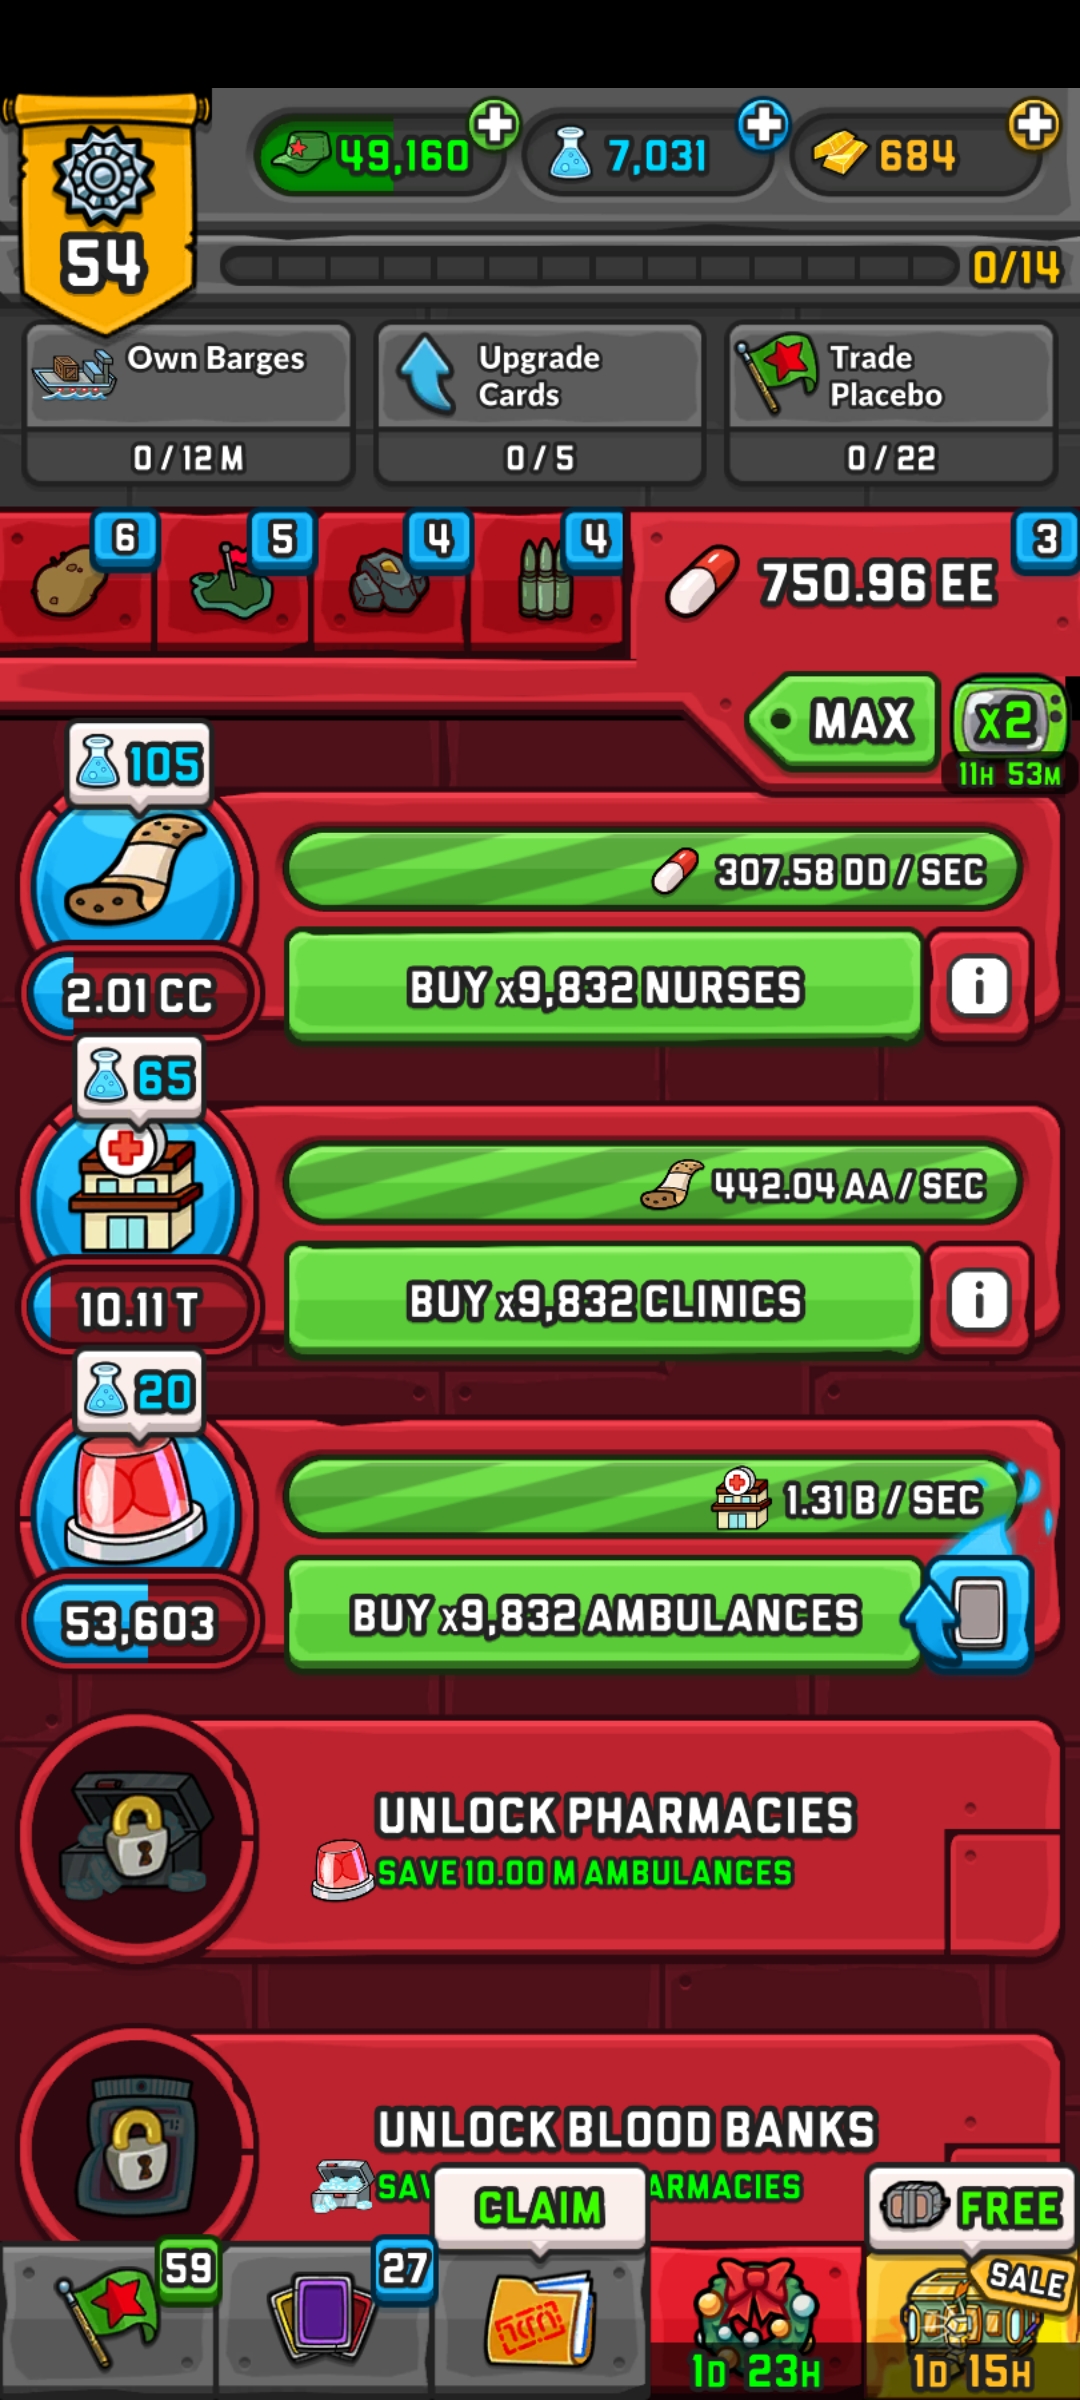 49,160
7,031
684
54
0/14
Own Barges
0/12 M
Upgrade
Cards
0/5
Trade
Placebo
0/22
6
5
4
4
3
750.96 EE
MAX
x2
11H 53M
105
307.58 DD/SEC
2.01 CC
BUY x9,832 NURSES
i
65
442.04 AA/SEC
10.11 T
BUY x9,832 CLINICS
i
20
1.31 B/SEC
53,603
BUY x9,832 AMBULANCES
UNLOCK PHARMACIES
SAVE 10.00 M AMBULANCES
UNLOCK BLOOD BANKS
CLAIM
FREE
59
27
SALE
1D 23H
1D 15H